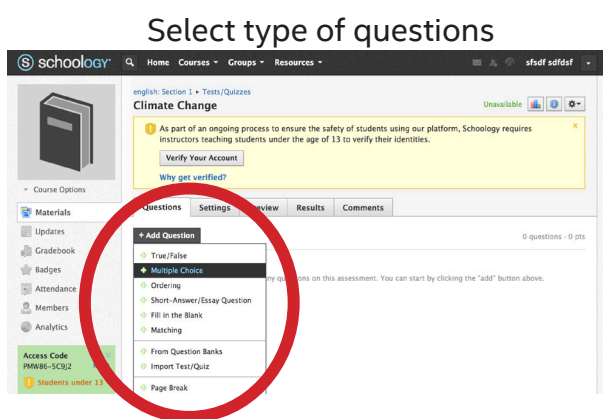 Select type of questions
S schoology Home Courses Groups Resources sfsdf sdfdsf
english: Section 1 ▸ Tests/Quizzes
Climate Change
Unavailable
As part of an ongoing process to ensure the safety of students using our platform, Schoology requires
instructors teaching students under the age of 13 to verify their identities.
x
Verify Your Account
Why get verified?
Course Options
Materials
Updates
Gradebook
Badges
Attendance
Members
Analytics
Access Code
PMW86-5C9J2
Students under 13
Questions Settings Results Comments
+ Add Question
0 questions - 0 pts
True/False
Multiple Choice
Ordering
Short-Answer/Essay Question
Fill in the Blank
Matching
From Question Banks
Import Test/Quiz
Page Break
on this assessment. You can start by clicking the "add" button above.